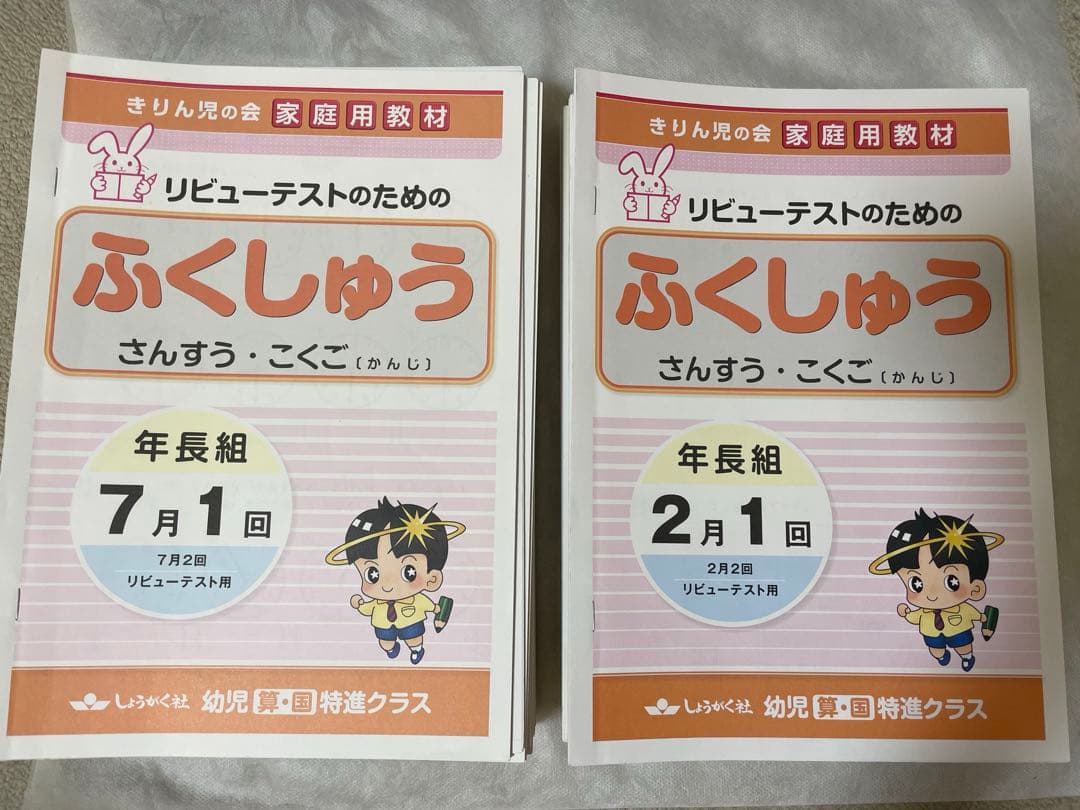 きりん児の会 家庭用教材
リビューテストのための
ふくしゅう
さんすう・こくご〔かんじ〕
年長組
7月1回
7月2回
リビューテスト用
しょうがく社 幼児 算・国 特進クラス
きりん児の会 家庭用教材
リビューテストのための
ふくしゅう
さんすう・こくご〔かんじ〕
年長組
2月1回
2月2回
リビューテスト用
しょうがく社 幼児 算・国 特進クラス